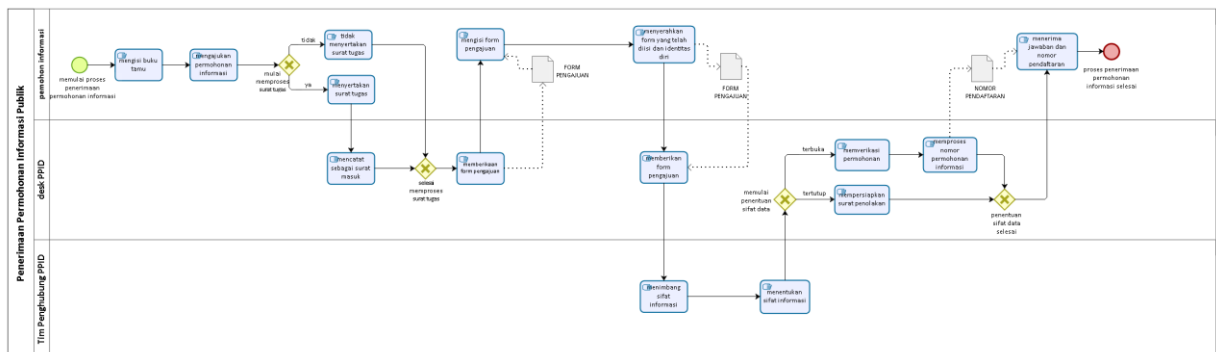 Penerimaan Permohonan Informasi Publik
pemohon informasi
memulai proses
penerimaan
permohonan informasi
mengisi buku
tamu
mengajukan
permohonan
informasi
mulai
memproses
surat tugas
tidak
tidak
menyertakan
surat tugas
ya
menyertakan
surat tugas
mengisi form
pengajuan
FORM
PENGAJUAN
menyerahkan
form yang telah
diisi dan identitas
diri
FORM
PENGAJUAN
NOMOR
PENDAFTARAN
menerima
jawaban dan
nomor
pendaftaran
proses penerimaan
permohonan
informasi selesai
desk PPID
mencatat
sebagai surat
masuk
selesai
memproses
surat tugas
memberikaan
form pengajuan
memberikan
form
pengajuan
memulai
penentuan
sifat data
terbuka
memverikasi
permohonan
memproses
nomor
permohonan
informasi
tertutup
mempersiapkan
surat penolakan
penentuan
sifat data
selesai
Tim Penghubung PPID
menimbang
sifat
informasi
menentukan
sifat informasi